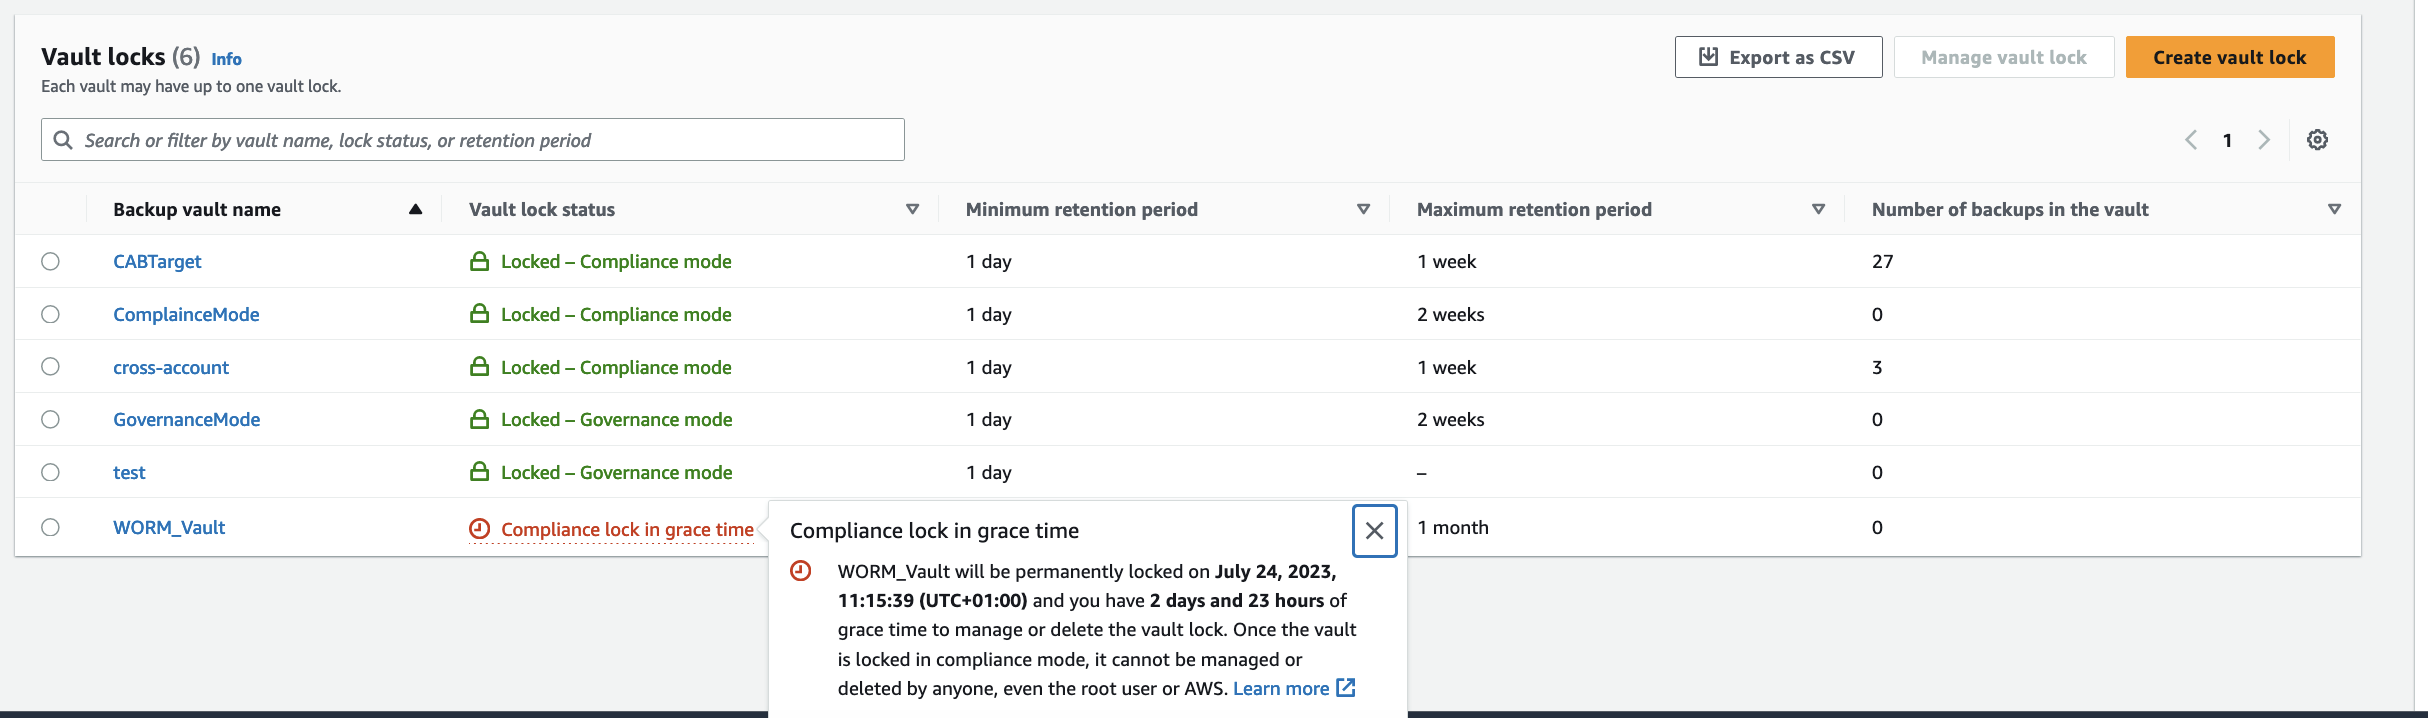 Vault locks (6) Info
Each vault may have up to one vault lock.
Export as CSV
Manage vault lock
Create vault lock
Search or filter by vault name, lock status, or retention period
1
Backup vault name Vault lock status Minimum retention period Maximum retention period Number of backups in the vault
CABTarget Locked – Compliance mode 1 day 1 week 27
ComplainceMode Locked – Compliance mode 1 day 2 weeks 0
cross-account Locked – Compliance mode 1 day 1 week 3
GovernanceMode Locked – Governance mode 1 day 2 weeks 0
test Locked – Governance mode 1 day – 0
WORM_Vault Compliance lock in grace time 1 month 0
Compliance lock in grace time
WORM_Vault will be permanently locked on July 24, 2023,
11:15:39 (UTC+01:00) and you have 2 days and 23 hours of
grace time to manage or delete the vault lock. Once the vault
is locked in compliance mode, it cannot be managed or
deleted by anyone, even the root user or AWS. Learn more